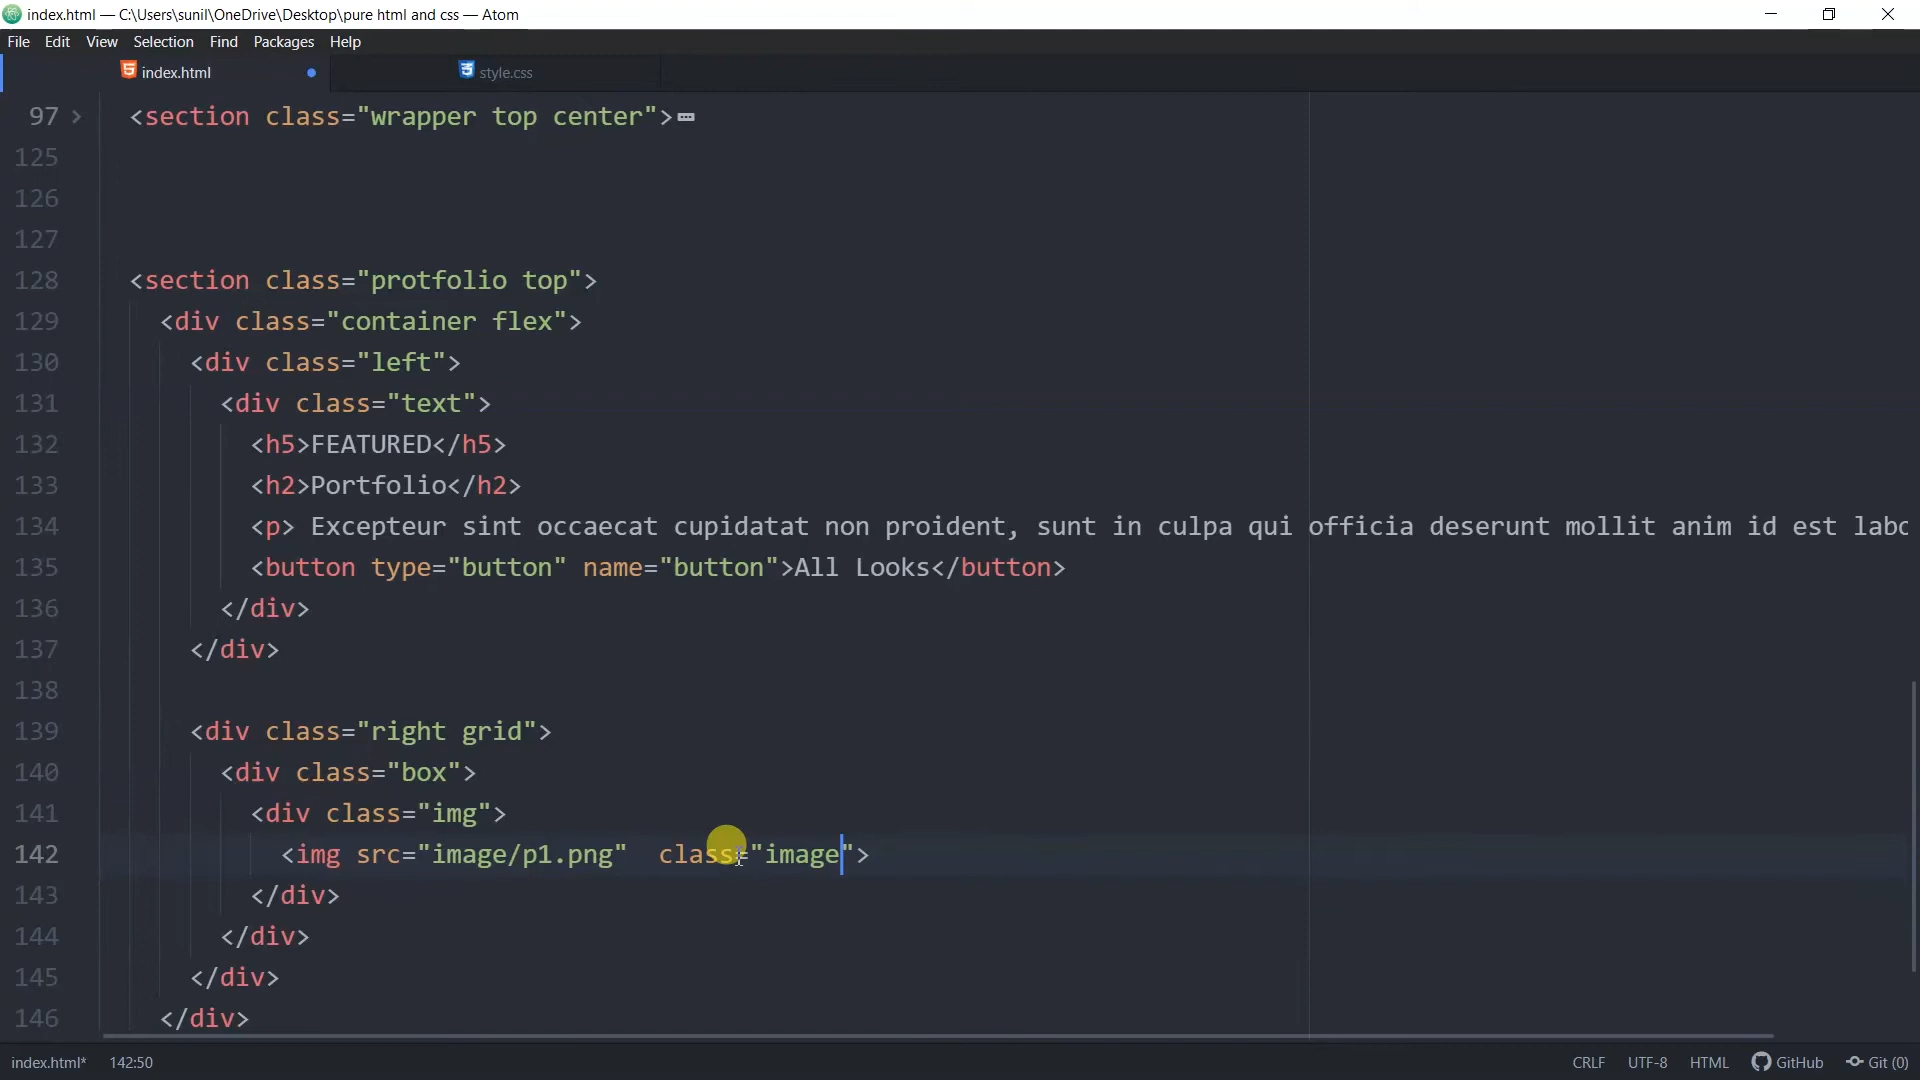 index.html — C:\Users\sunil\OneDrive\Desktop\pure html and css — Atom
File Edit View Selection Find Packages Help
index.html style.css
97 <section class="wrapper top center">
125
126
127
128 <section class="protfolio top">
129 <div class="container flex">
130 <div class="left">
131 <div class="text">
132 <h5>FEATURED</h5>
133 <h2>Portfolio</h2>
134 <p> Excepteur sint occaecat cupidatat non proident, sunt in culpa qui officia deserunt mollit anim id est labo
135 <button type="button" name="button">All Looks</button>
136 </div>
137 </div>
138
139 <div class="right grid">
140 <div class="box">
141 <div class="img">
142 <img src="image/p1.png"  class="image">
143 </div>
144 </div>
145 </div>
146 </div>
index.html* 142:50 CRLF UTF-8 HTML GitHub Git (0)